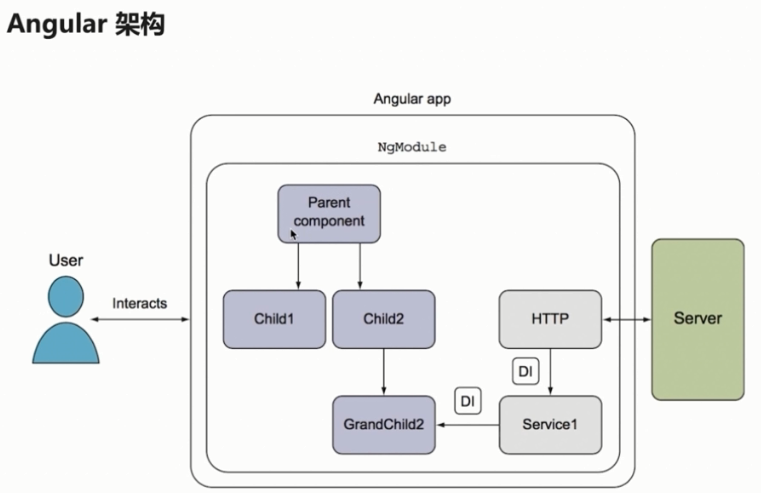 Angular 架构
Angular app
NgModule
Parent
component
User
Interacts
Child1
Child2
HTTP
Server
DI
DI
GrandChild2
Service1